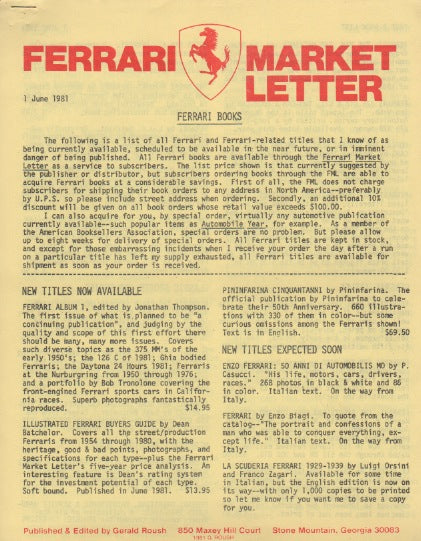 FERRARI MARKET
LETTER
1 June 1981
FERRARI BOOKS
The following is a list of all Ferrari and Ferrari-related titles that I know of as
being currently available, scheduled to be available in the near future, or in imminent
danger of being published. All Ferrari books are available through the Ferrari Market
Letter as a service to subscribers. The list price shown is that currently suggested by
the publisher or distributor, but subscribers ordering books through the FML are able to
acquire Ferrari books at a considerable savings. First of all, the FML does not charge
subscribers for shipping their book orders to any address in North America--preferably
by U.P.S. so please include street address when ordering. Secondly, an additional 10%
discount will be given on all book orders whose retail value exceeds $100.00.
I can also acquire for you, by special order, virtually any automotive publication
currently available--such popular items as Automobile Year, for example. As a member of
the American Booksellers Association, special orders are no problem. But please allow
up to eight weeks for delivery of special orders. All Ferrari titles are kept in stock,
and except for those embarressing incidents when I receive your order the day after a run
on a particular title has left my supply exhausted, all Ferrari titles are available for
shipment as soon as your order is received.
NEW TITLES NOW AVAILABLE
FERRARI ALBUM 1, edited by Jonathan Thompson.
The first issue of what is planned to be "a
continuing publication", and judging by the
quality and scope of this first effort there
should be many, many more issues. Covers
such diverse topics as the 375 MM's of the
early 1950's; the 126 C of 1981; Ghia bodied
Ferraris; the Daytona 24 Hours 1981; Ferraris
at the Nurburgring from 1950 through 1976,
and a portfolio by Bob Tronolone covering the
front-engined Ferrari sports cars in Califor-
nia races. Superb photographs fantastically
reproduced. $14.95
ILLUSTRATED FERRARI BUYERS GUIDE by Dean
Batchelor. Covers all the street/production
Ferraris from 1954 through 1980, with the
heritage, good & bad points, photographs, and
specifications for each type--plus the Ferrari
Market Letter's five-year price analysis. An
interesting feature is Dean's rating system
for the investment potential of each type.
Soft bound. Published in June 1981. $13.95
PININFARINA CINQUANTANNI by Pininfarina. The
official publication by Pininfarina to cele-
brate their 50th Anniversary. 660 illustra-
tions with 330 of them in color--but some
curious omissions among the Ferraris shown!
Text is in English. $69.50
NEW TITLES EXPECTED SOON
ENZO FERRARI: 50 ANNI DI AUTOMOBILIS MO by P.
Casucci. "His life, motors, cars, drivers,
races." 268 photos in black & white and 86
in color. Italian text. On the way from
Italy.
FERRARI by Enzo Biagi. To quote from the
catalog--"The portrait and confessions of a
man who was able to conquer everything, ex-
cept life." Italian text. On the way from
Italy.
LA SCUDERIA FERRARI 1929-1939 by Luigi Orsini
and Franco Zagari. Available for some time
in Italian, but the English edition is now on
its way--with only 1,000 copies to be printed
so let me know if you want me to save a copy
for you.
Published & Edited by Gerald Roush 850 Maxey Hill Court Stone Mountain, Georgia 30083
1981 G. ROUSH